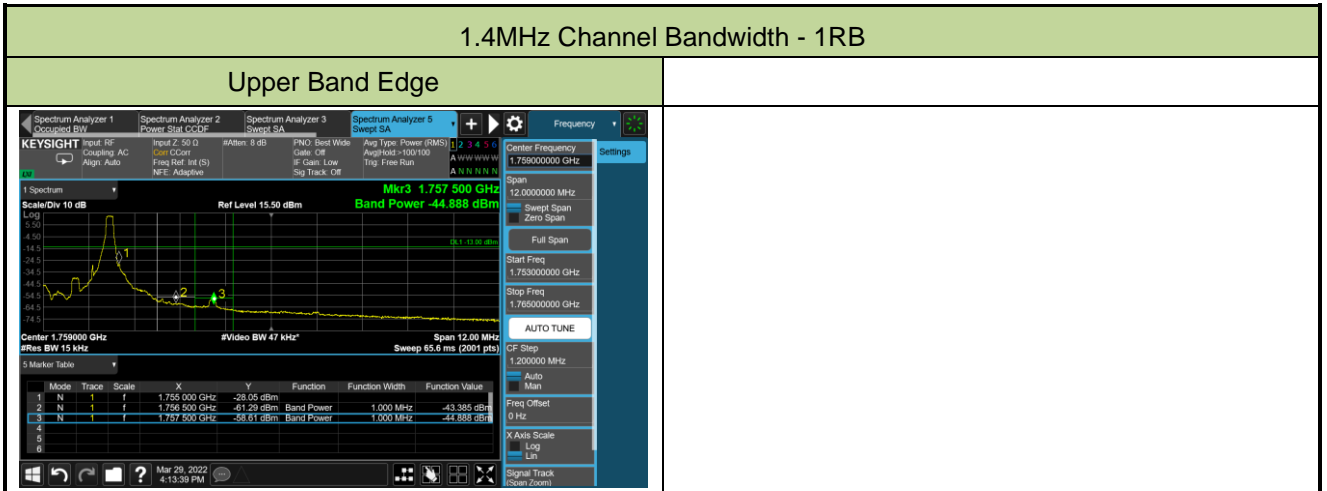 1.4MHz Channel Bandwidth - 1RB
Upper Band Edge
Spectrum Analyzer 1 Spectrum Analyzer 2 Spectrum Analyzer 3 Spectrum Analyzer 5
Occupied BW Power Stat CCDF Swept SA Swept SA
+ Frequency
KEYSIGHT Input: RF Input Z: 50 Ω #Atten: 8 dB PNO: Best Wide Avg Type: Power (RMS) 1 2 3 4 5 6
Coupling: AC Corr CCorr Gate: Off Avg|Hold:>100/100 A W W W W W
Align: Auto Freq Ref: Int (S) IF Gain: Low Trig: Free Run
NFE: Adaptive Sig Track: Off A N N N N N
1 Spectrum Mkr3 1.757 500 GHz
Scale/Div 10 dB Ref Level 15.50 dBm Band Power -44.888 dBm
Log
5.50
-4.50
-14.5 DL1 -13.00 dBm
-24.5 1
-34.5
-44.5
-54.5 2 3
-64.5
-74.5
Center 1.759000 GHz #Video BW 47 kHz* Span 12.00 MHz
#Res BW 15 kHz Sweep 65.6 ms (2001 pts)
5 Marker Table
Mode Trace Scale X Y Function Function Width Function Value
1 N 1 f 1.755 000 GHz -28.05 dBm
2 N 1 f 1.756 500 GHz -61.29 dBm Band Power 1.000 MHz -43.385 dBm
3 N 1 f 1.757 500 GHz -58.61 dBm Band Power 1.000 MHz -44.888 dBm
4
5
6
? Mar 29, 2022
4:13:39 PM
Center Frequency
1.759000000 GHz
Settings
Span
12.0000000 MHz
Swept Span
Zero Span
Full Span
Start Freq
1.753000000 GHz
Stop Freq
1.765000000 GHz
AUTO TUNE
CF Step
1.200000 MHz
Auto
Man
Freq Offset
0 Hz
X Axis Scale
Log
Lin
Signal Track
(Span Zoom)